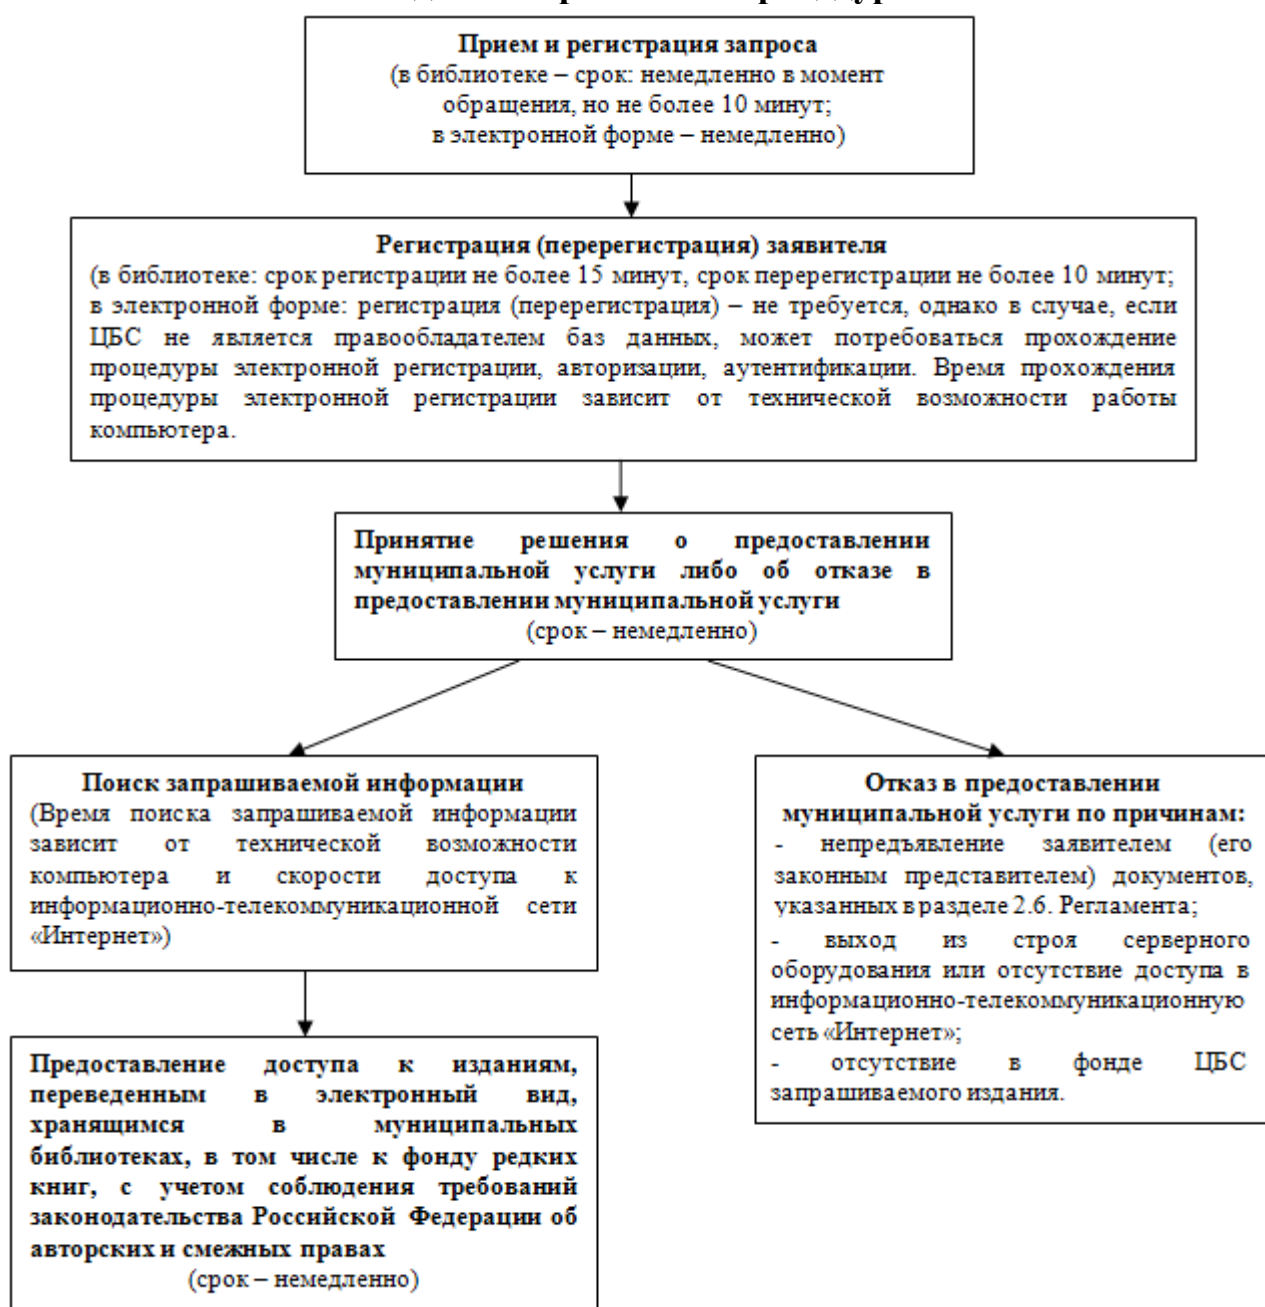 Прием и регистрация запроса
(в библиотеке – срок: немедленно в момент
обращения, но не более 10 минут;
в электронной форме – немедленно)
Регистрация (перерегистрация) заявителя
(в библиотеке: срок регистрации не более 15 минут, срок перерегистрации не более 10 минут;
в электронной форме: регистрация (перерегистрация) – не требуется, однако в случае, если
ЦБС не является правообладателем баз данных, может потребоваться прохождение
процедуры электронной регистрации, авторизации, аутентификации. Время прохождения
процедуры электронной регистрации зависит от технической возможности работы
компьютера.
Принятие решения о предоставлении
муниципальной услуги либо об отказе в
предоставлении муниципальной услуги
(срок – немедленно)
Поиск запрашиваемой информации
(Время поиска запрашиваемой информации
зависит от технической возможности
компьютера и скорости доступа к
информационно-телекоммуникационной сети
«Интернет»)
Предоставление доступа к изданиям,
переведенным в электронный вид,
хранящимся в муниципальных
библиотеках, в том числе к фонду редких
книг, с учетом соблюдения требований
законодательства Российской Федерации об
авторских и смежных правах
(срок – немедленно)
Отказ в предоставлении
муниципальной услуги по причинам:
- непредъявление заявителем (его
законным представителем) документов,
указанных в разделе 2.6. Регламента;
- выход из строя серверного
оборудования или отсутствие доступа в
информационно-телекоммуникационную
сеть «Интернет»;
- отсутствие в фонде ЦБС
запрашиваемого издания.